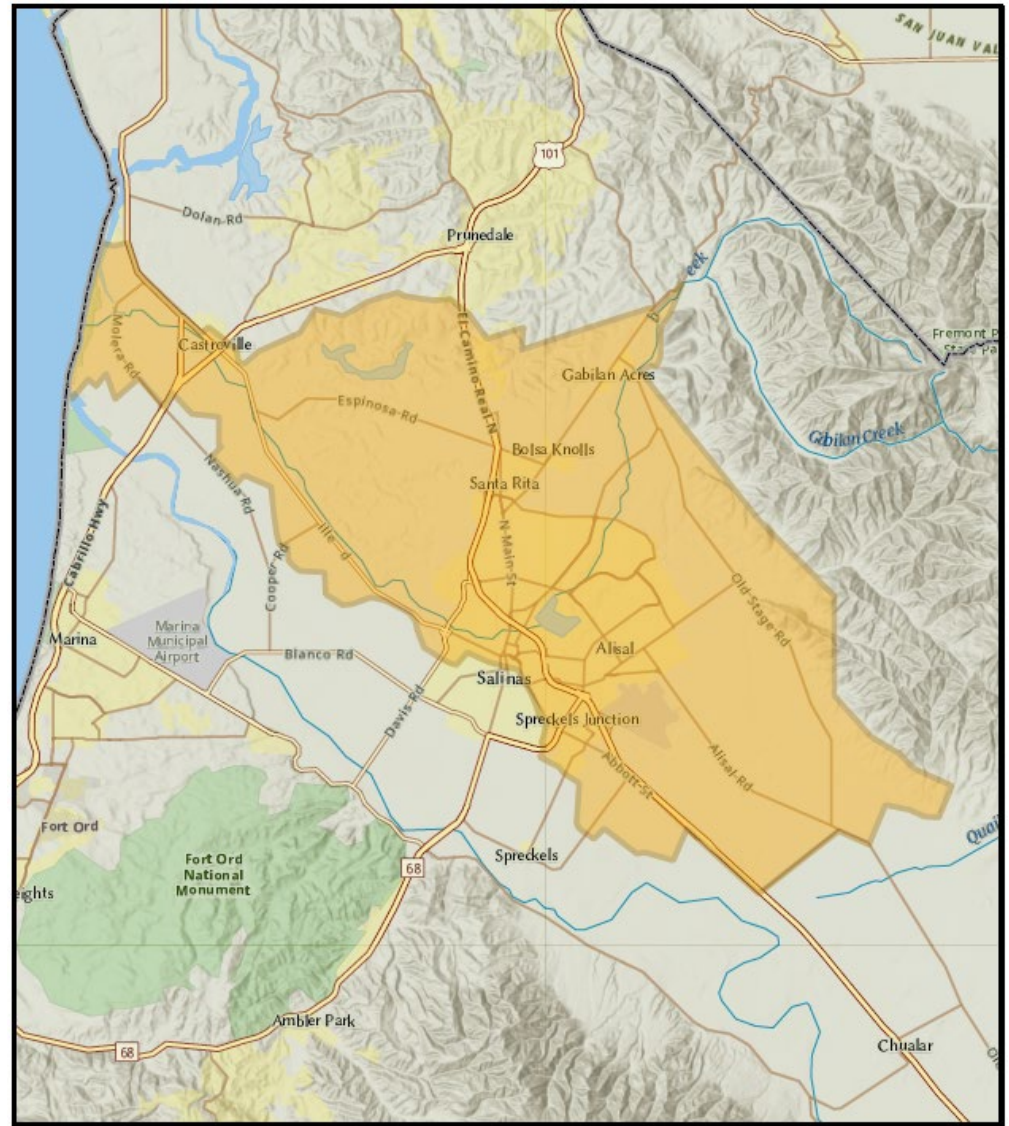 SAN JUAN VAL
101
Dolan Rd
Prunedale
eek
Fremont P
State Pa
Molera Rd
Castroville
El Camino Real N
Gabilan Acres
Espinosa Rd
Gabilan Creek
Bolsa Knolls
Nashua Rd
Santa Rita
N Main St
Cabrillo Hwy
ille
d
Cooper Rd
Old Stage Rd
Marina
Marina
Municipal
Airport
Blanco Rd
Alisal
Salinas
Davis Rd
Spreckels Junction
Abbott St
Alisal Rd
Fort Ord
Quail
Fort Ord
National
Monument
Spreckels
68
eights
Ambler Park
68
Chualar